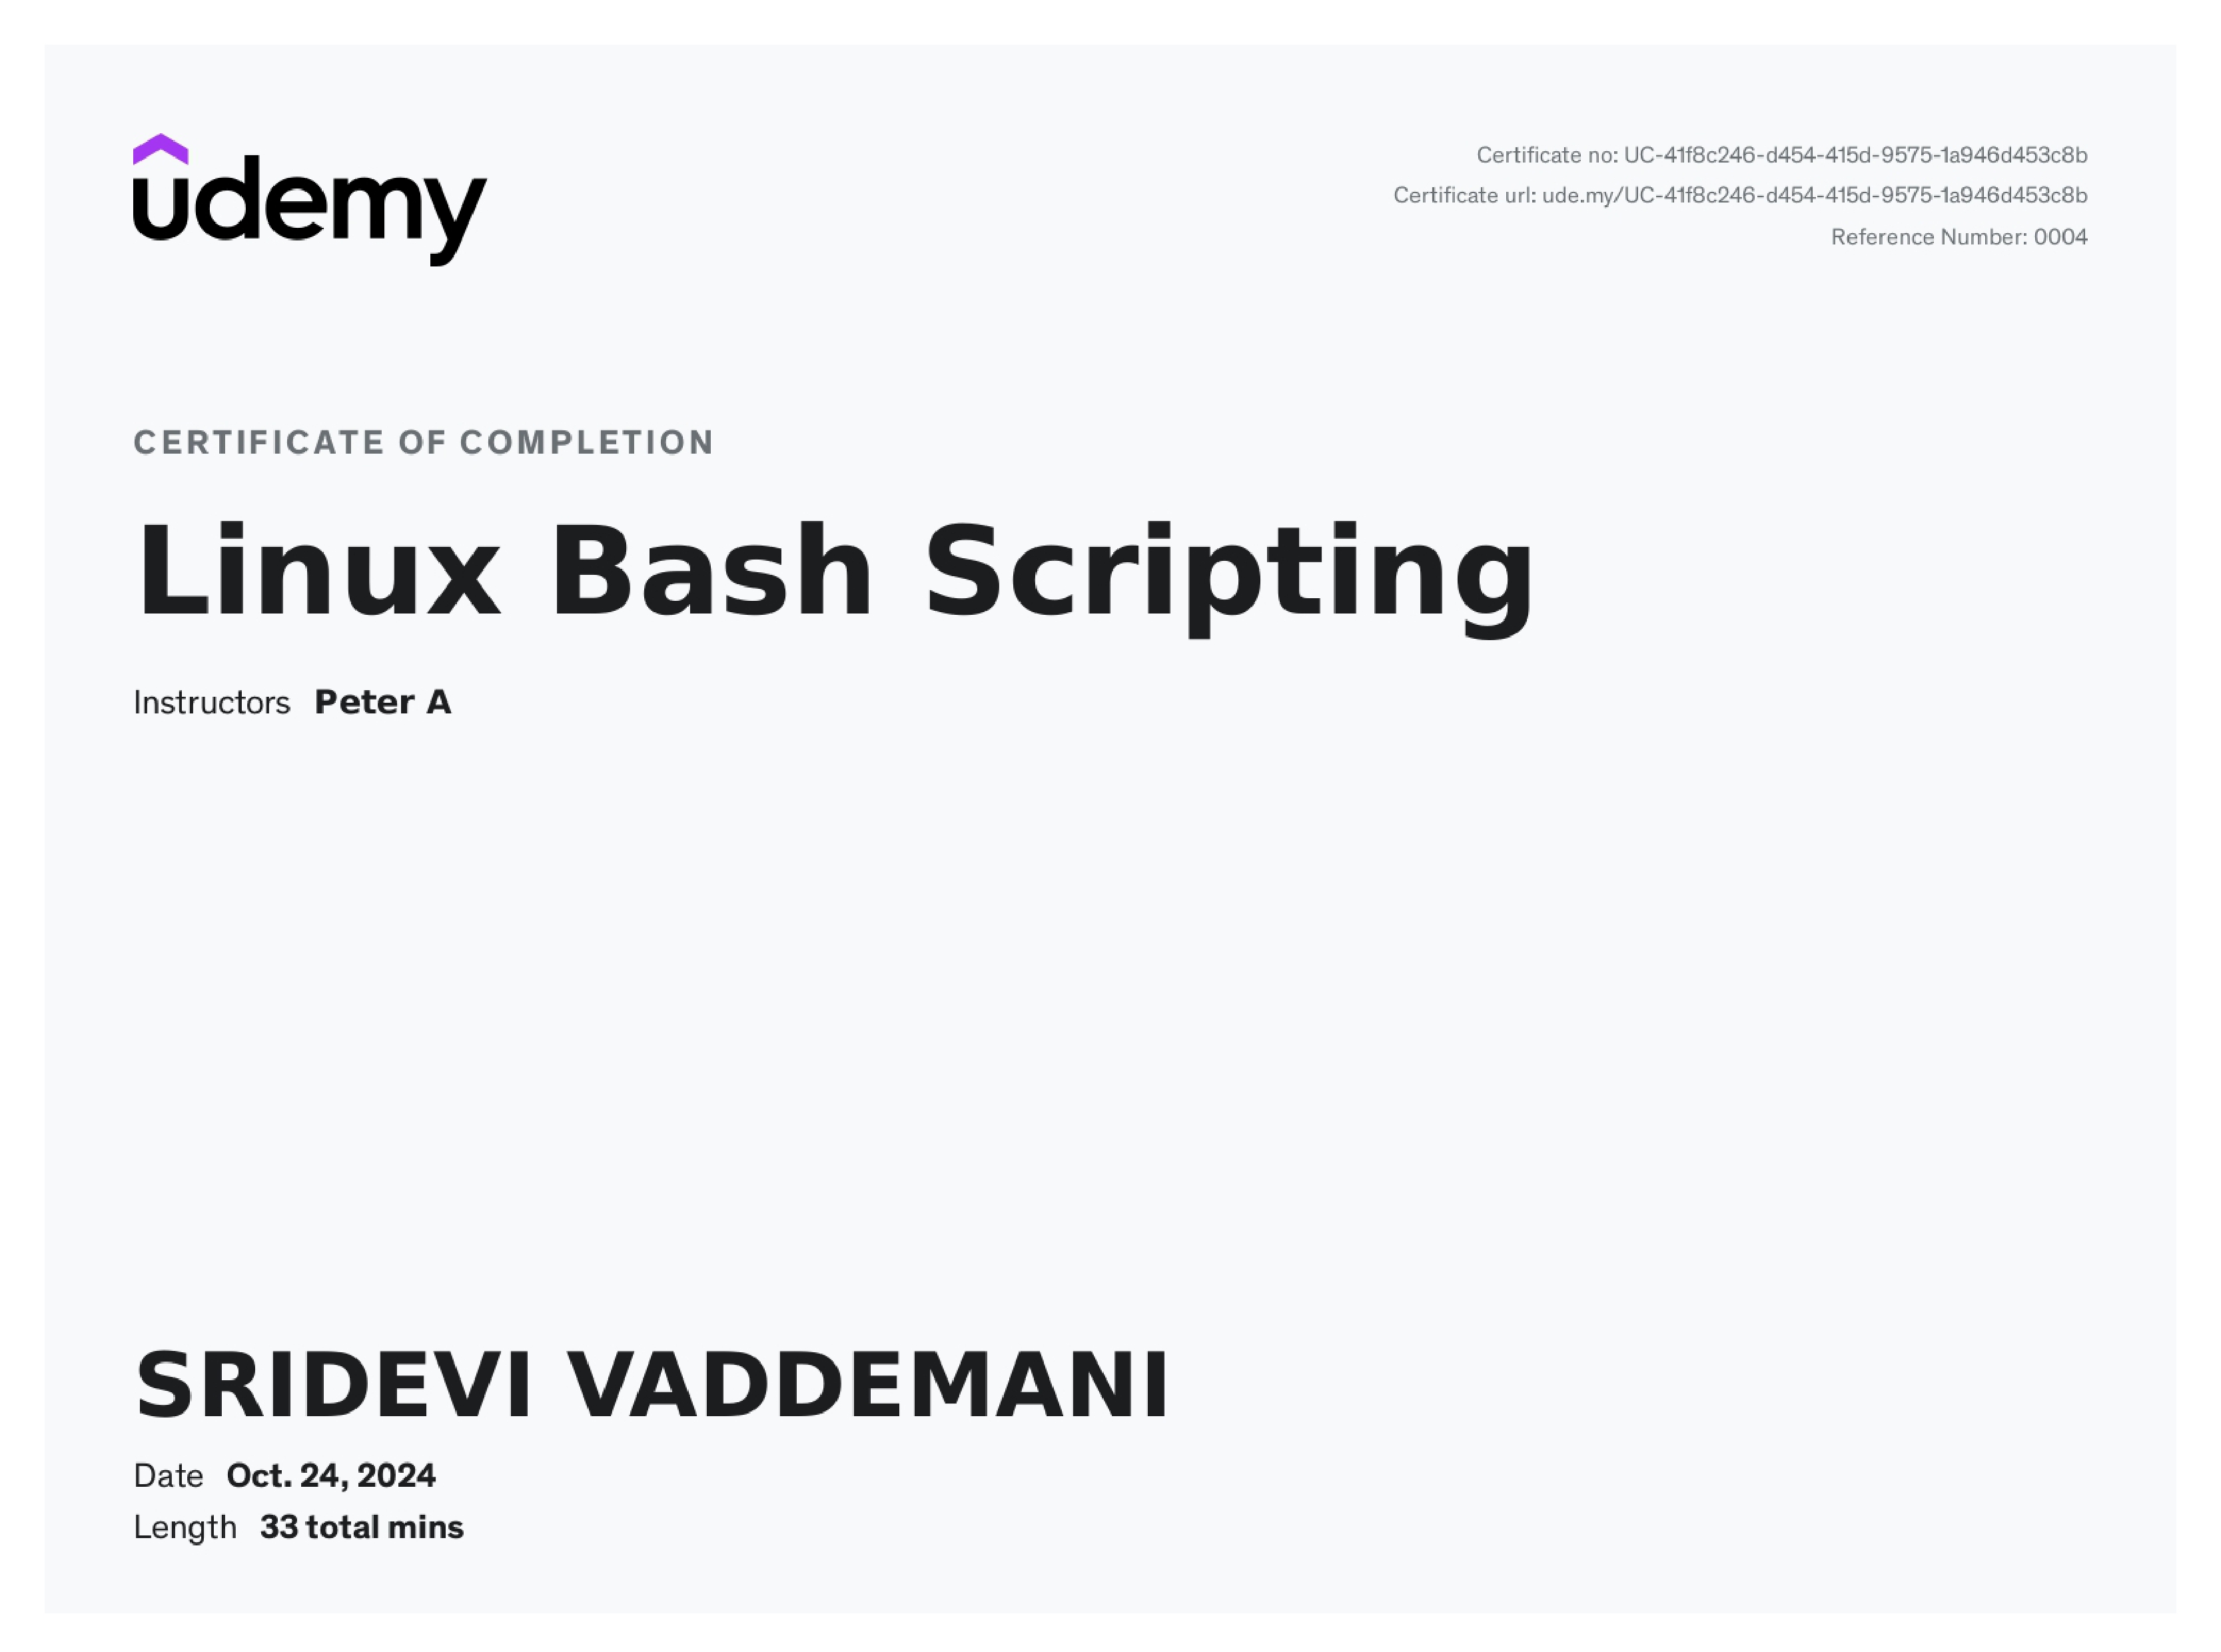 udemy
Certificate no: UC-41f8c246-d454-415d-9575-1a946d453c8b
Certificate url: ude.my/UC-41f8c246-d454-415d-9575-1a946d453c8b
Reference Number: 0004
CERTIFICATE OF COMPLETION
Linux Bash Scripting
Instructors Peter A
SRIDEVI VADDEMANI
Date Oct. 24, 2024
Length 33 total mins